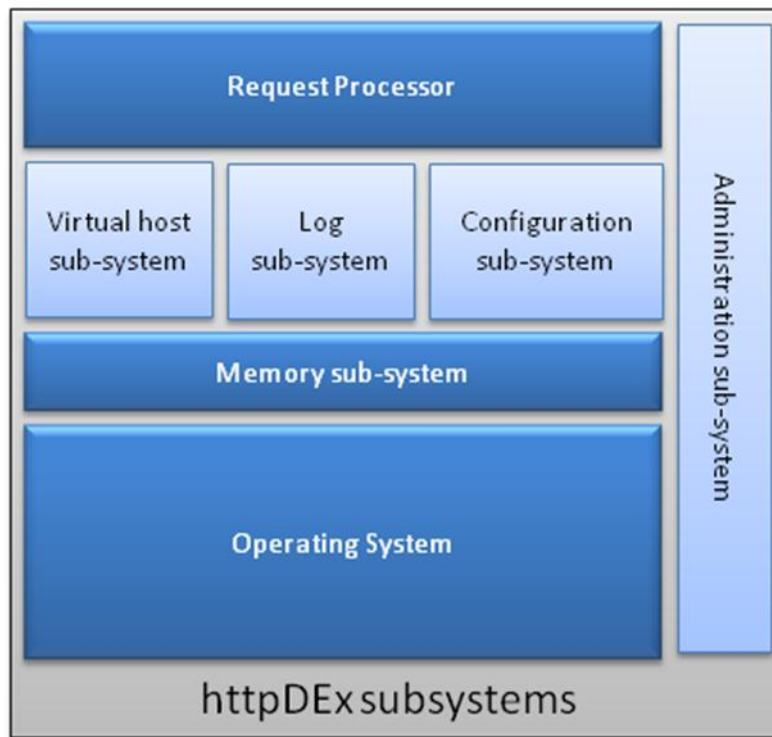 Request Processor
Virtual host
sub-system
Log
sub-system
Configuration
sub-system
Memory sub-system
Operating System
Administration sub-system
httpDEx subsystems